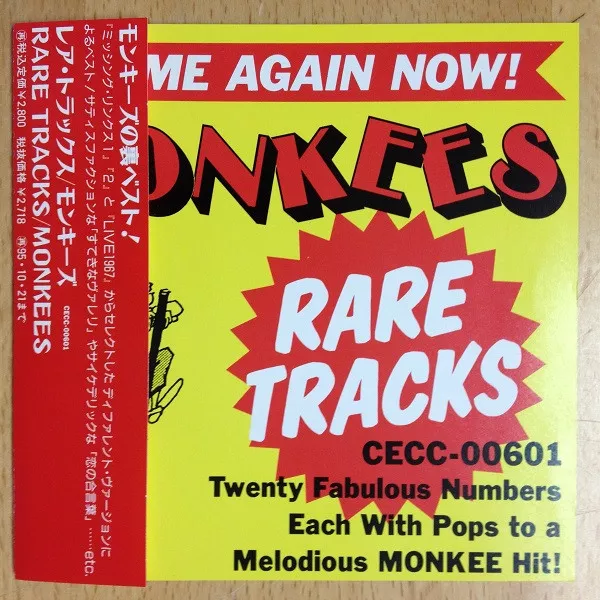 モンキーズの裏ベスト!
『ミッシング・リンクス1』『2』と『LIVE1967』からセレクトしたディファレント・ヴァージョンに
よるベスト/サティスファクションな「すてきなヴァレリ」やサイケデリックな「恋の合言葉」……etc.
レア・トラックス/モンキーズ
CECC-00601
RARE TRACKS/MONKEES
㊢税込定価¥2,800 税抜価格¥2,718 ㊢95・10・21まで
ME AGAIN NOW!
ONKEES
RARE
TRACKS
CECC-00601
Twenty Fabulous Numbers
Each With Pops to a
Melodious MONKEE Hit!